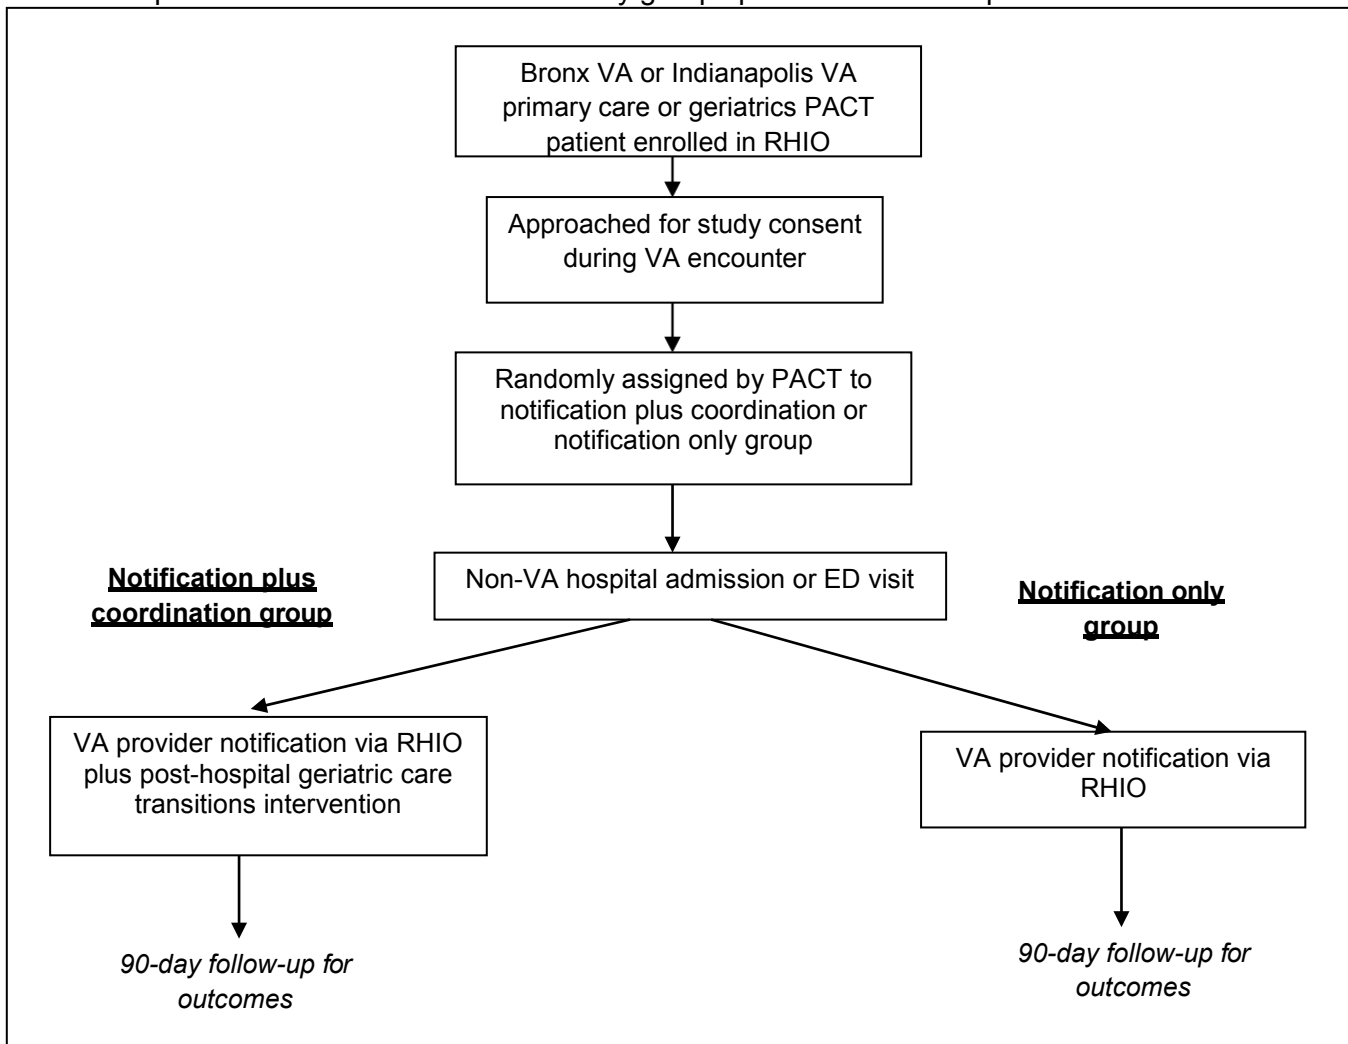 Bronx VA or Indianapolis VA
primary care or geriatrics PACT
patient enrolled in RHIO
Approached for study consent
during VA encounter
Randomly assigned by PACT to
notification plus coordination or
notification only group
Non-VA hospital admission or ED visit
Notification plus
coordination group
Notification only
group
VA provider notification via RHIO
plus post-hospital geriatric care
transitions intervention
VA provider notification via
RHIO
90-day follow-up for
outcomes
90-day follow-up for
outcomes